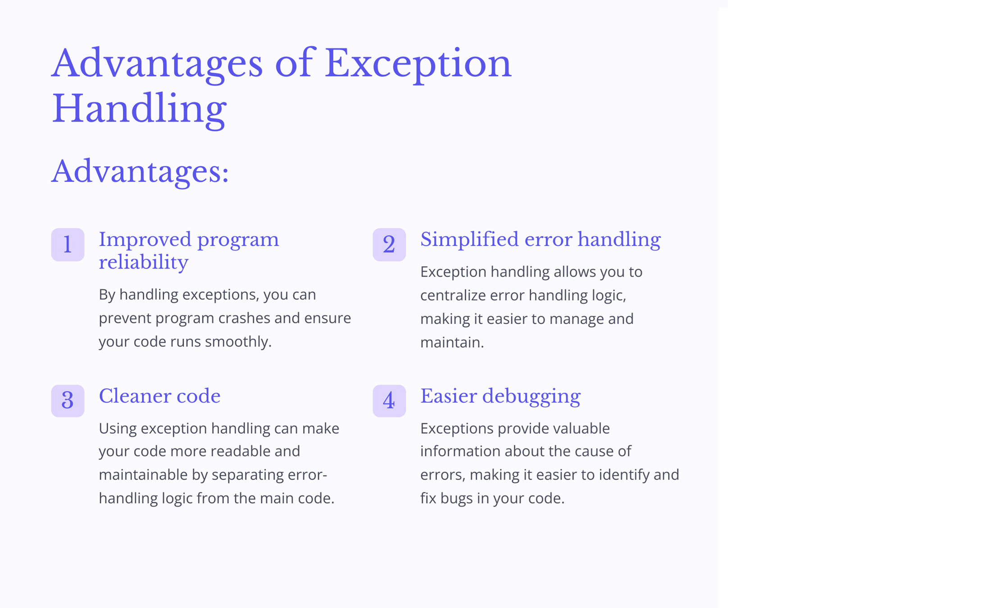 Advantages of Exception
Handling
Advantages:
1
Improved program
reliability
By handling exceptions, you can
prevent program crashes and ensure
your code runs smoothly.
2
Simplified error handling
Exception handling allows you to
centralize error handling logic,
making it easier to manage and
maintain.
3
Cleaner code
Using exception handling can make
your code more readable and
maintainable by separating error-
handling logic from the main code.
4
Easier debugging
Exceptions provide valuable
information about the cause of
errors, making it easier to identify and
fix bugs in your code.